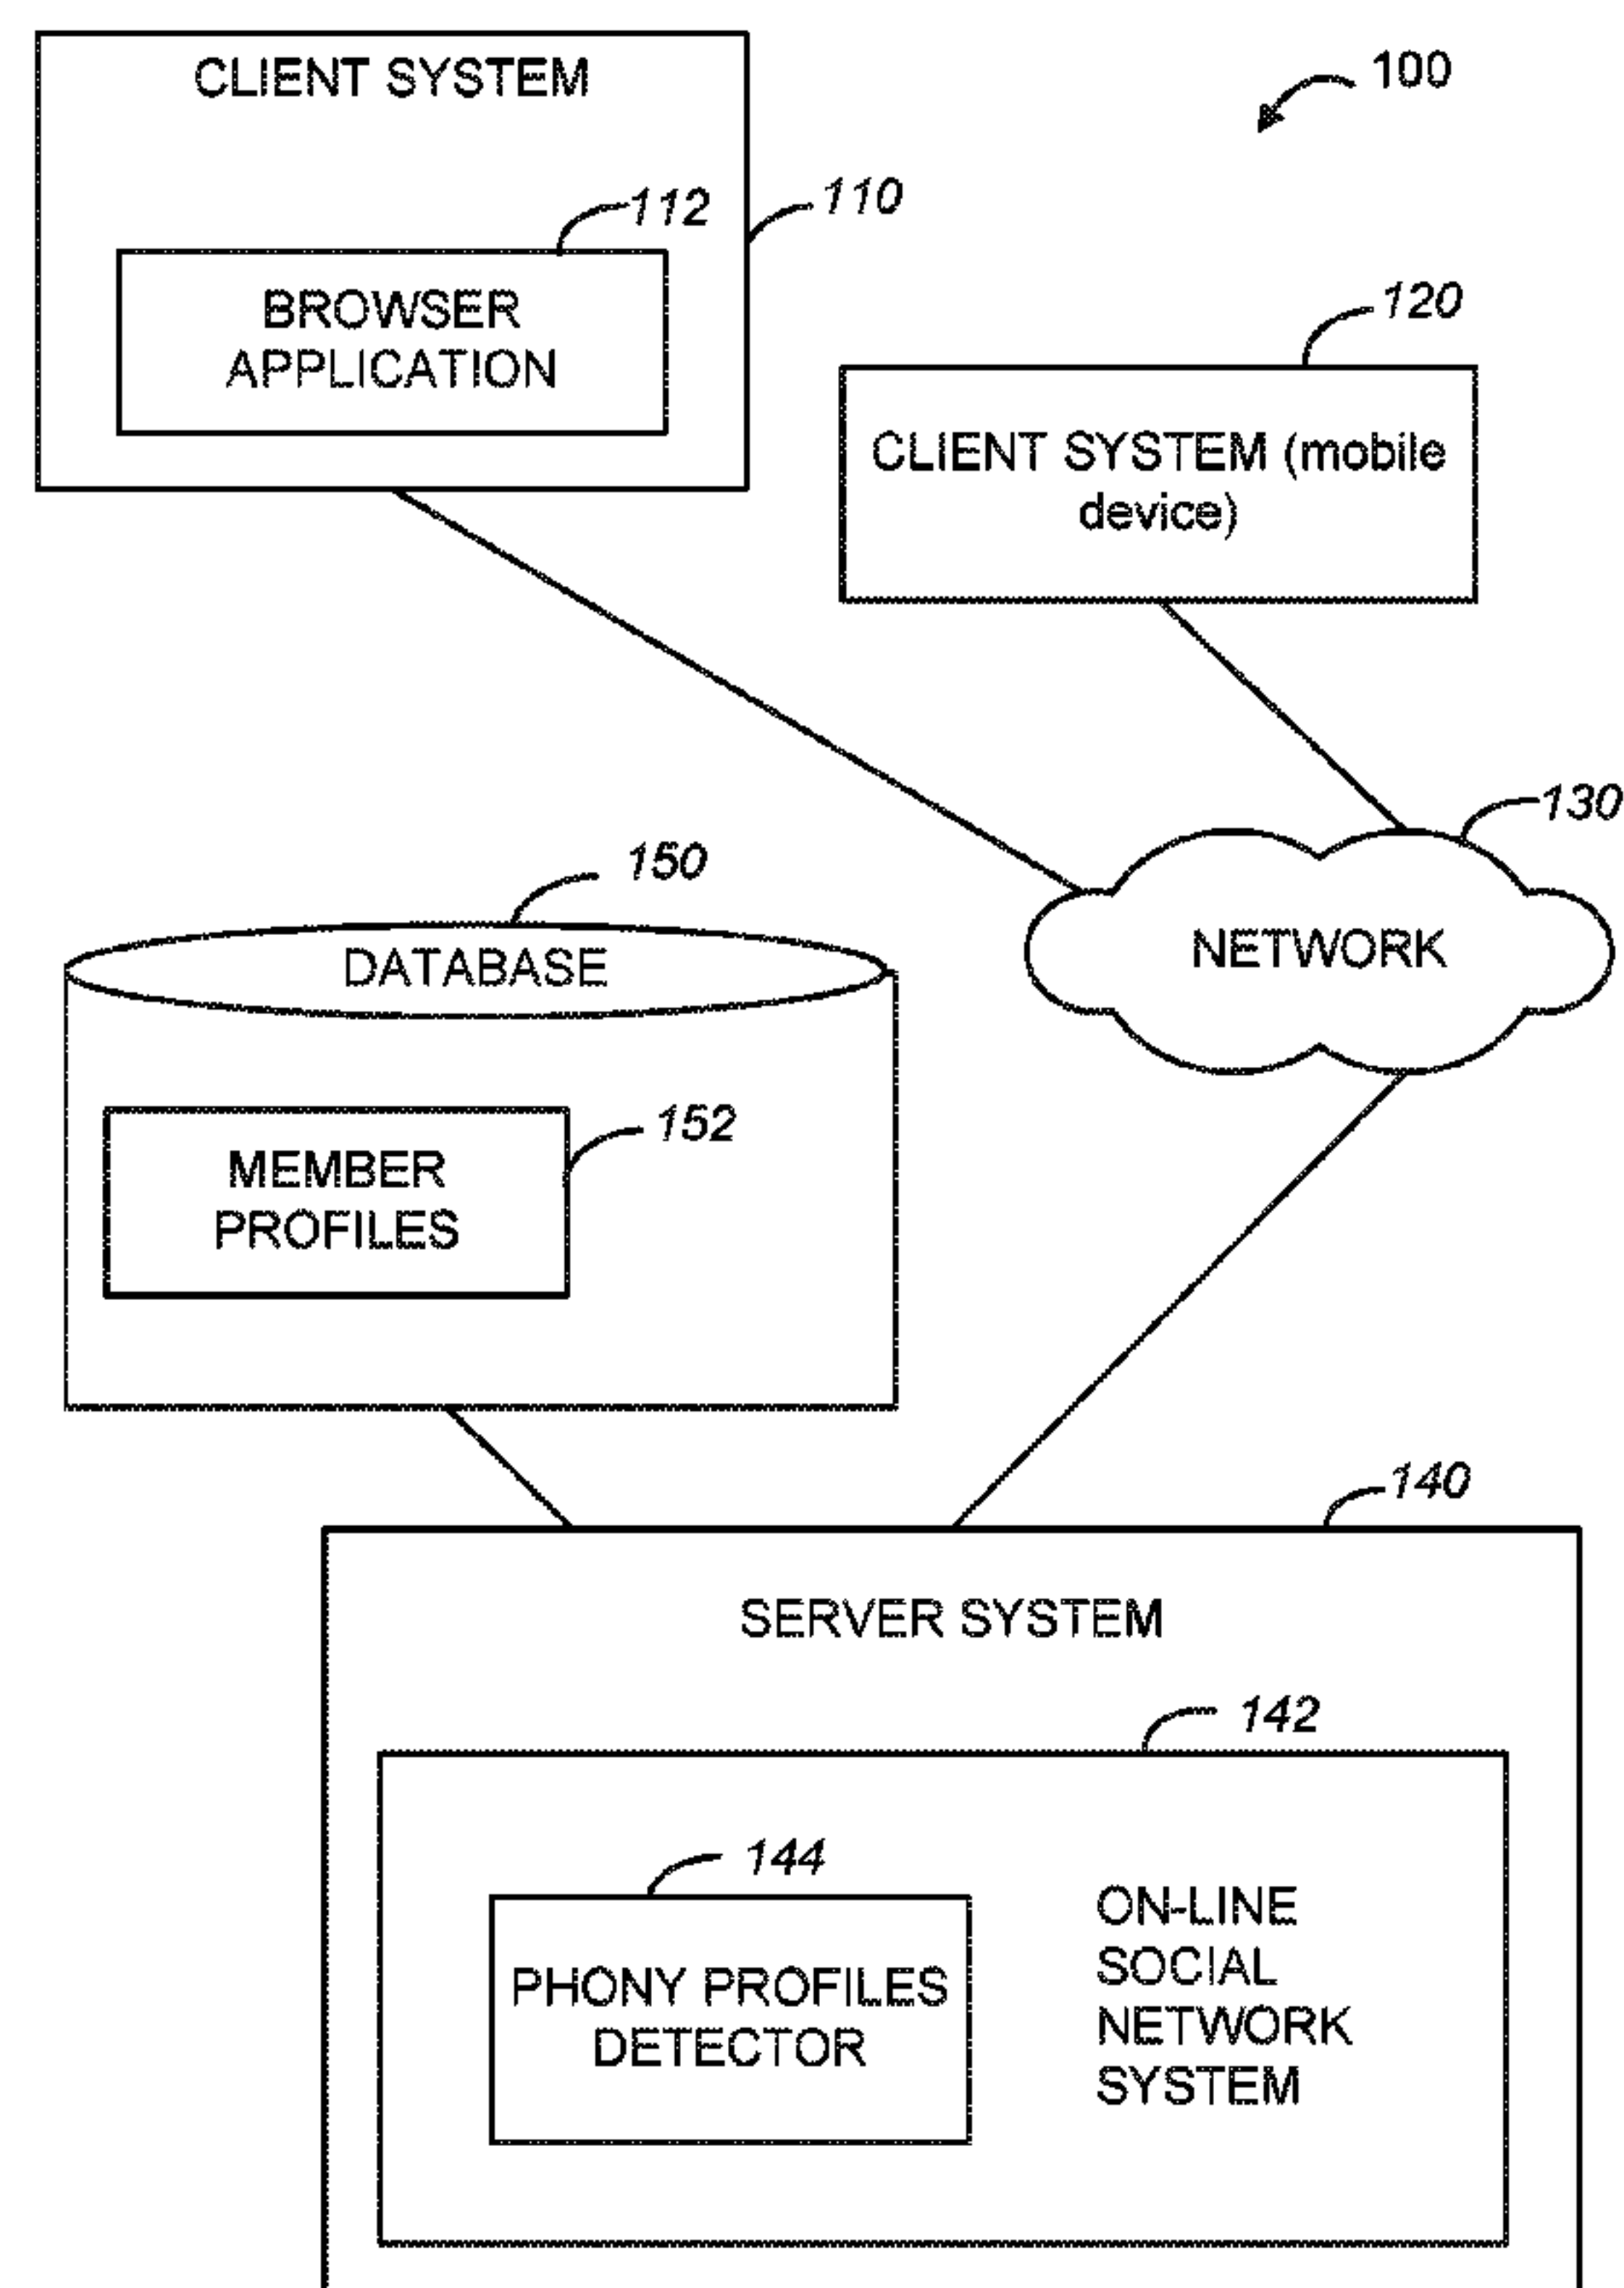 CLIENT SYSTEM
100
110
112
BROWSER
APPLICATION
120
CLIENT SYSTEM (mobile
device)
130
NETWORK
150
DATABASE
152
MEMBER
PROFILES
140
SERVER SYSTEM
142
144
PHONY PROFILES
DETECTOR
ON-LINE
SOCIAL
NETWORK
SYSTEM